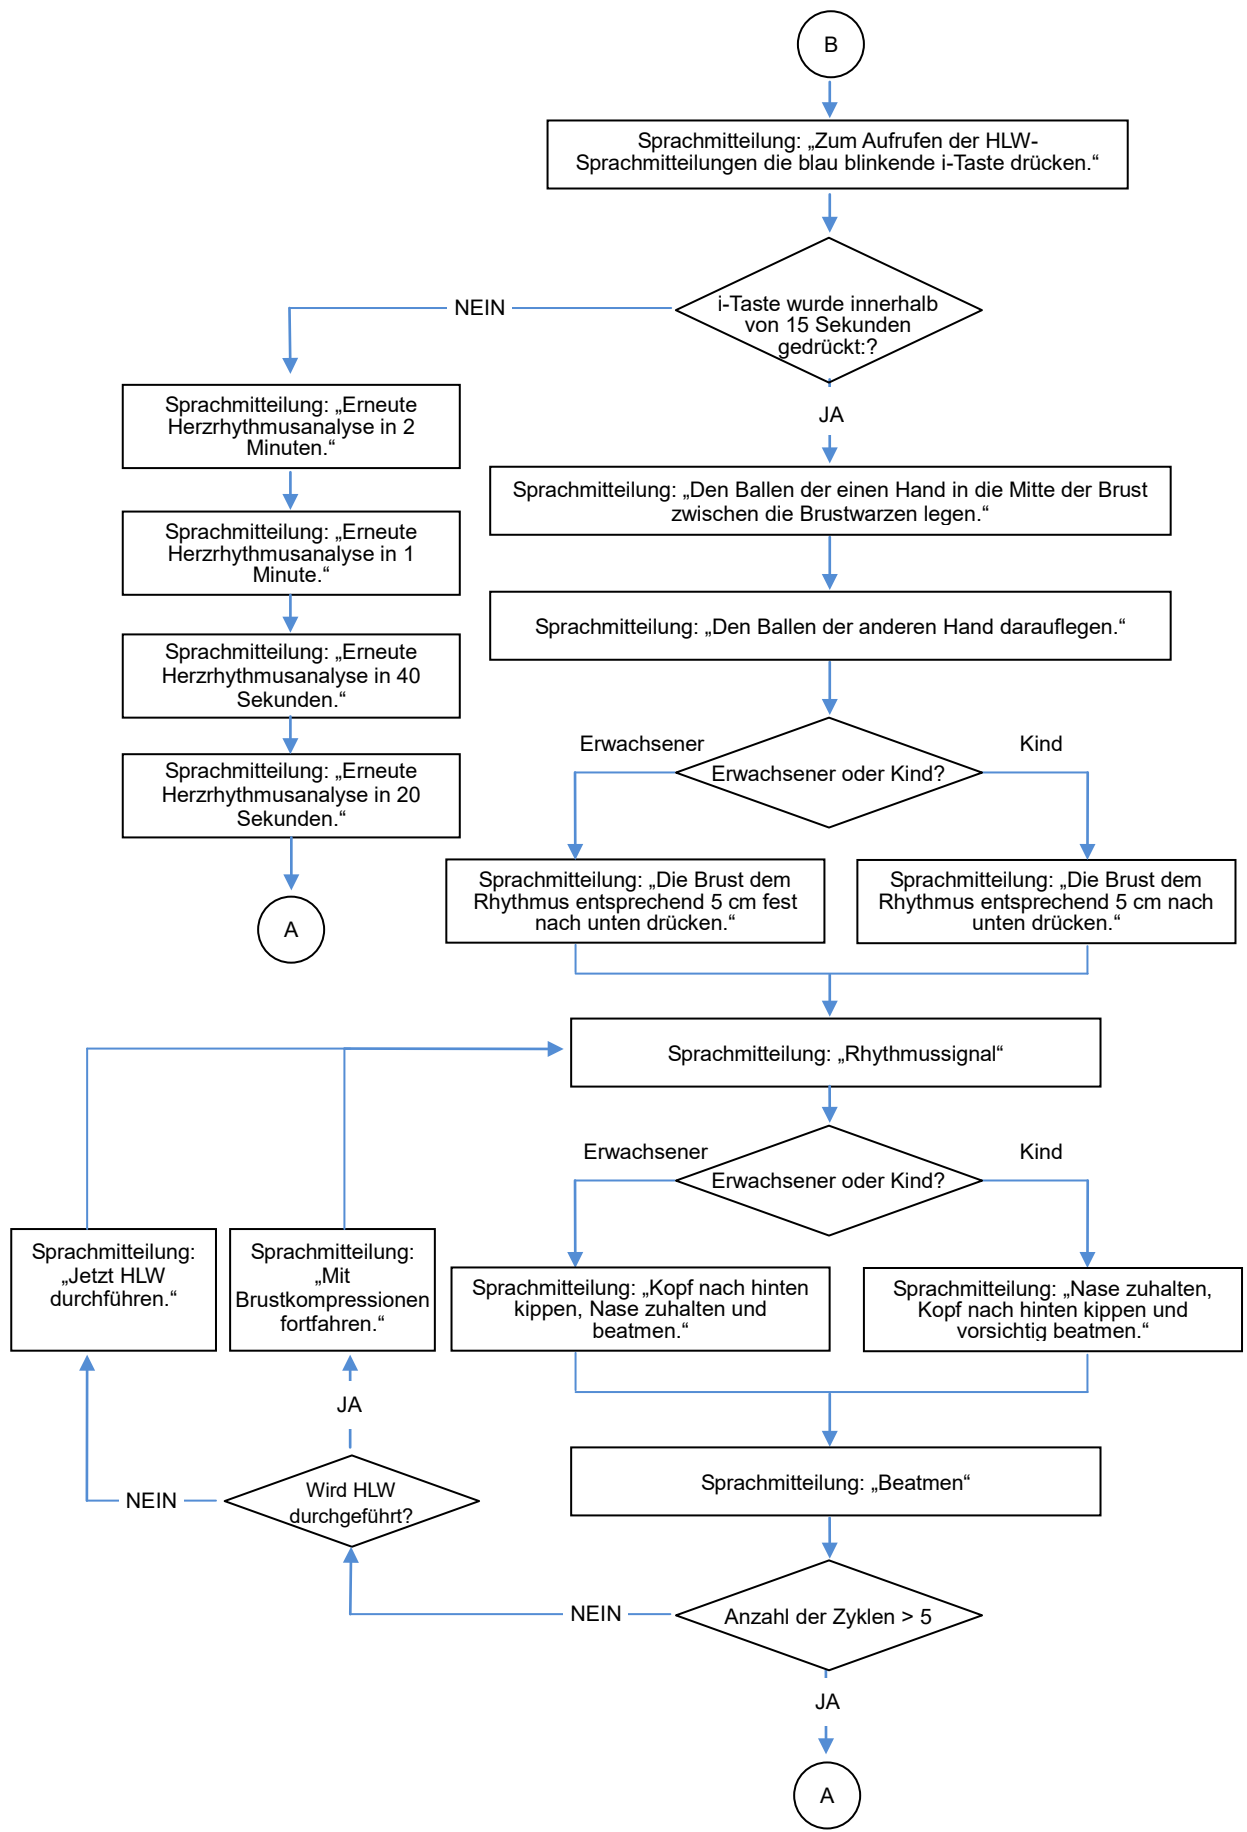 B
Sprachmitteilung: „Zum Aufrufen der HLW-
Sprachmitteilungen die blau blinkende i-Taste drücken.“
i-Taste wurde innerhalb
von 15 Sekunden
gedrückt:?
NEIN
JA
Sprachmitteilung: „Erneute
Herzrhythmusanalyse in 2
Minuten.“
Sprachmitteilung: „Erneute
Herzrhythmusanalyse in 1
Minute.“
Sprachmitteilung: „Erneute
Herzrhythmusanalyse in 40
Sekunden.“
Sprachmitteilung: „Erneute
Herzrhythmusanalyse in 20
Sekunden.“
A
Sprachmitteilung: „Den Ballen der einen Hand in die Mitte der Brust
zwischen die Brustwarzen legen.“
Sprachmitteilung: „Den Ballen der anderen Hand darauflegen.“
Erwachsener
Kind
Erwachsener oder Kind?
Sprachmitteilung: „Die Brust dem
Rhythmus entsprechend 5 cm fest
nach unten drücken.“
Sprachmitteilung: „Die Brust dem
Rhythmus entsprechend 5 cm nach
unten drücken.“
Sprachmitteilung: „Rhythmussignal“
Erwachsener
Kind
Erwachsener oder Kind?
Sprachmitteilung: „Kopf nach hinten
kippen, Nase zuhalten und
beatmen.“
Sprachmitteilung: „Nase zuhalten,
Kopf nach hinten kippen und
vorsichtig beatmen.“
Sprachmitteilung: „Beatmen“
Anzahl der Zyklen > 5
NEIN
Wird HLW
durchgeführt?
NEIN
JA
Sprachmitteilung:
„Jetzt HLW
durchführen.“
Sprachmitteilung:
„Mit
Brustkompressionen
fortfahren.“
JA
A